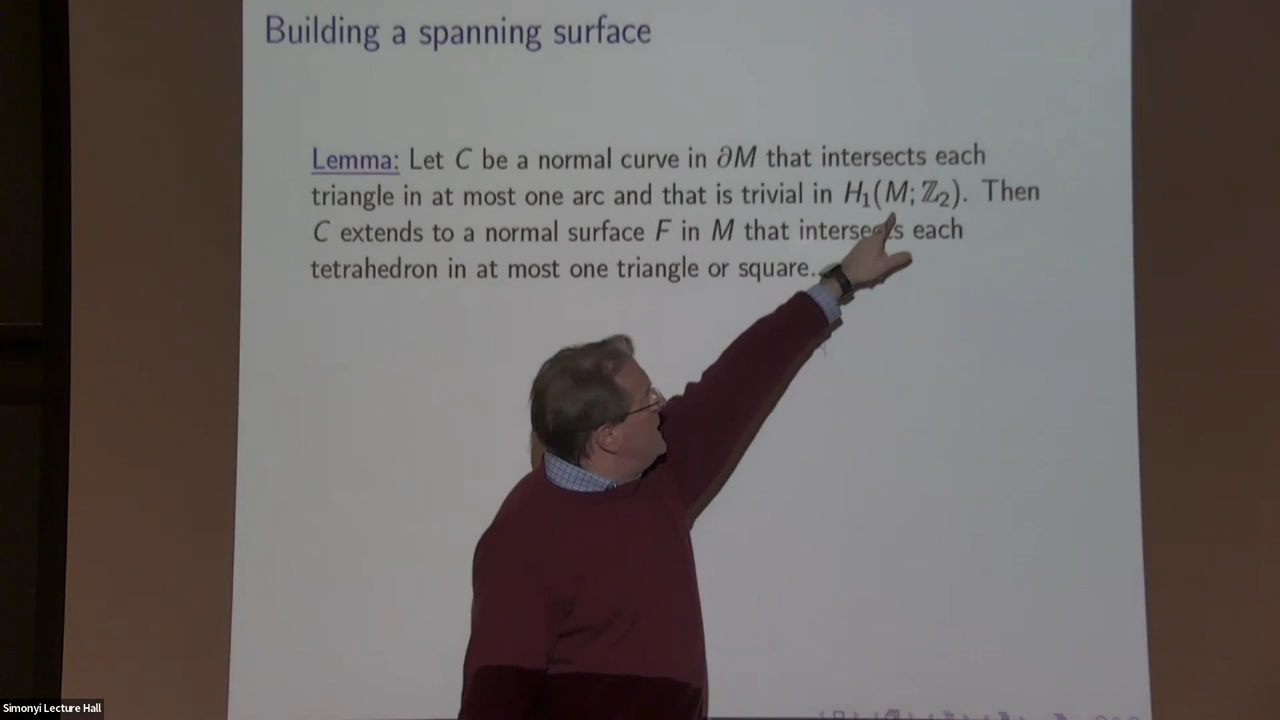 Building a spanning surface
Lemma: Let C be a normal curve in ∂M that intersects each
triangle in at most one arc and that is trivial in H₁(M; ℤ₂). Then
C extends to a normal surface F in M that intersects each
tetrahedron in at most one triangle or square.
Simonyi Lecture Hall